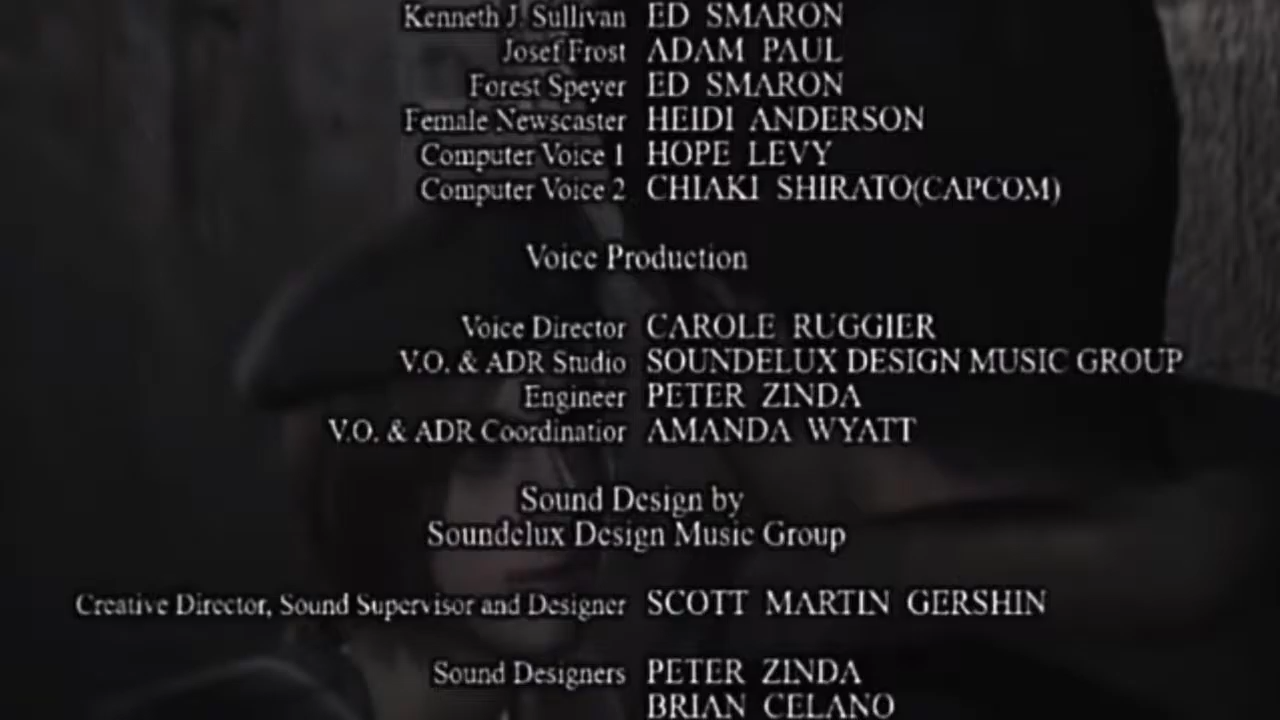 Kenneth J. Sullivan ED SMARON
Josef Frost ADAM PAUL
Forest Speyer ED SMARON
Female Newscaster HEIDI ANDERSON
Computer Voice 1 HOPE LEVY
Computer Voice 2 CHIAKI SHIRATO(CAPCOM)
Voice Production
Voice Director CAROLE RUGGIER
V.O. & ADR Studio SOUNDELUX DESIGN MUSIC GROUP
Engineer PETER ZINDA
V.O. & ADR Coordinatior AMANDA WYATT
Sound Design by
Soundelux Design Music Group
Creative Director, Sound Supervisor and Designer SCOTT MARTIN GERSHIN
Sound Designers PETER ZINDA
BRIAN CELANO